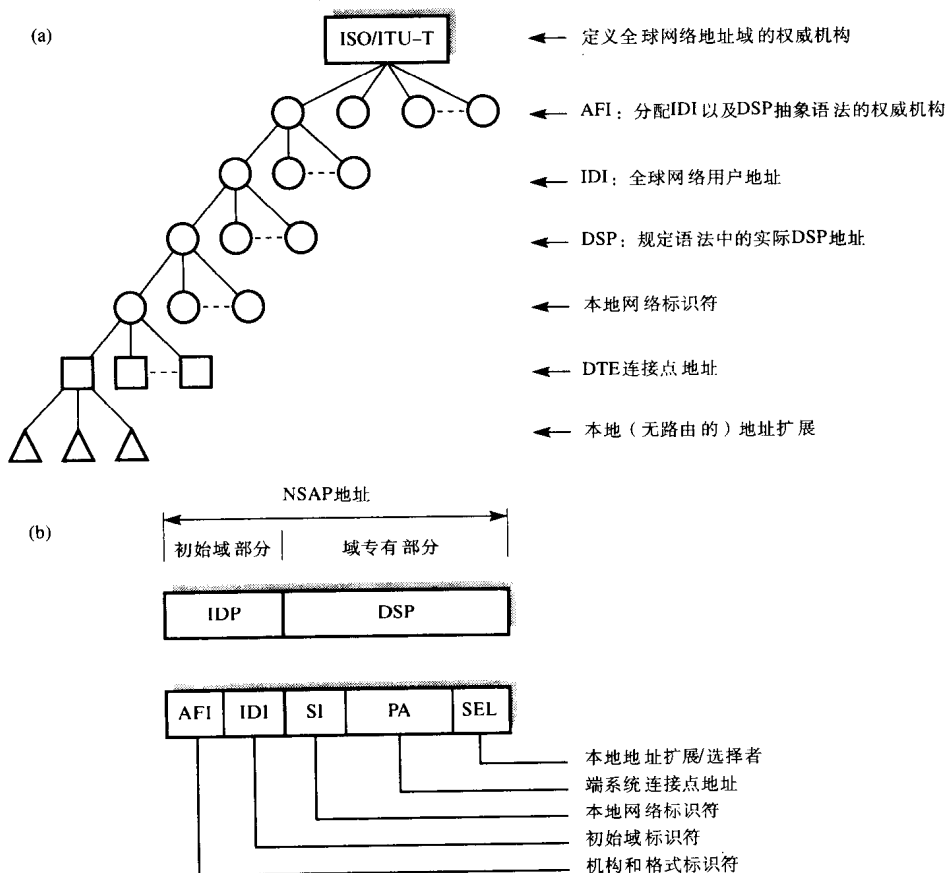 (a)
ISO/ITU-T
定义全球网络地址域的权威机构
AFI：分配IDI以及DSP抽象语法的权威机构
IDI：全球网络用户地址
DSP：规定语法中的实际DSP地址
本地网络标识符
DTE连接点地址
本地（无路由的）地址扩展
(b)
NSAP地址
初始域部分 域专有部分
IDP DSP
AFI IDI SI PA SEL
本地地址扩展/选择者
端系统连接点地址
本地网络标识符
初始域标识符
机构和格式标识符